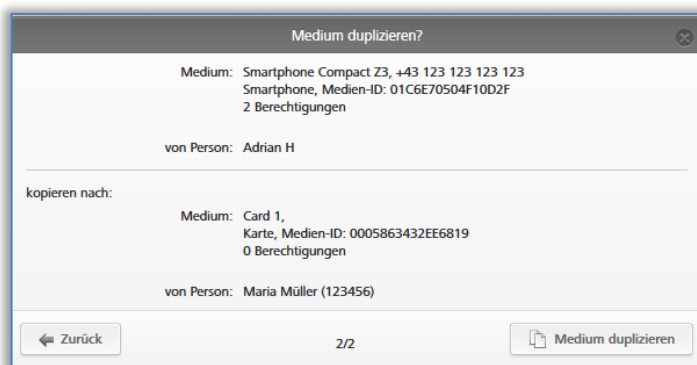 Medium duplizieren?
Medium: Smartphone Compact Z3, +43 123 123 123 123
Smartphone, Medien-ID: 01C6E70504F10D2F
2 Berechtigungen
von Person: Adrian H
kopieren nach:
Medium: Card 1,
Karte, Medien-ID: 0005863432EE6819
0 Berechtigungen
von Person: Maria Müller (123456)
Zurück
2/2
Medium duplizieren